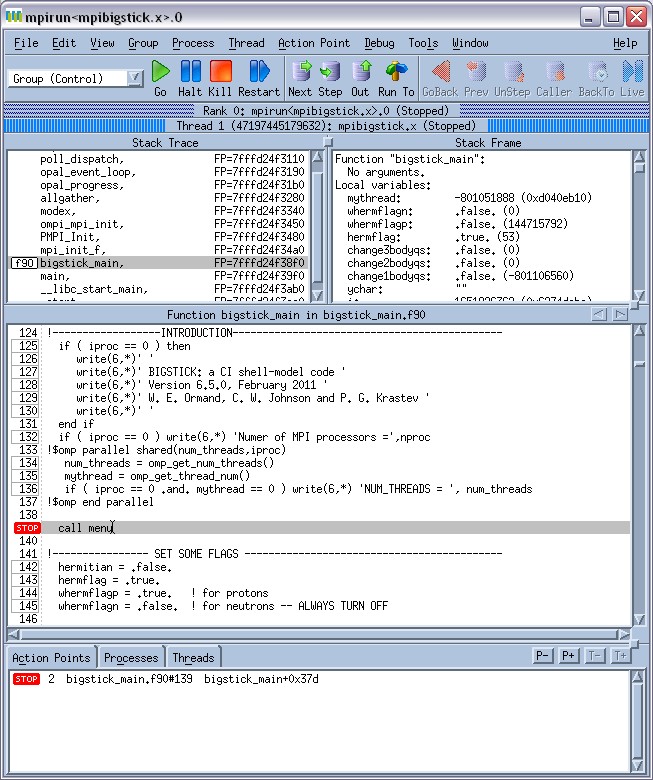 mpirun<mpibigstick.x>.0
File Edit View Group Process Thread Action Point Debug Tools Window Help
Group (Control)
Go Halt Kill Restart Next Step Out Run To GoBack Prev UnStep Caller BackTo Live
Rank 0: mpirun<mpibigstick.x>.0 (Stopped)
Thread 1 (47197445179632): mpibigstick.x (Stopped)
Stack Trace
poll_dispatch, FP=7fffd24f3110
opal_event_loop, FP=7fffd24f3190
opal_progress, FP=7fffd24f31b0
allgather, FP=7fffd24f3280
modex, FP=7fffd24f3340
ompi_mpi_init, FP=7fffd24f3450
PMPI_Init, FP=7fffd24f3480
mpi_init_f, FP=7fffd24f34a0
f90 bigstick_main, FP=7fffd24f38f0
main, FP=7fffd24f39f0
__libc_start_main, FP=7fffd24f3ab0
Stack Frame
Function "bigstick_main":
No arguments.
Local variables:
mythread: -801051888 (0xd040eb10)
whermflagn: .false. (0)
whermflagp: .false. (144715792)
hermflag: .true. (53)
change3bodyqs: .false. (0)
change2bodyqs: .false. (0)
change1bodyqs: .false. (-801106560)
ychar: ""
Function bigstick_main in bigstick_main.f90
124 !------------------INTRODUCTION---------------------------------------------
125 if ( iproc == 0 ) then
126 write(6,*)' '
127 write(6,*)' BIGSTICK: a CI shell-model code '
128 write(6,*)' Version 6.5.0, February 2011 '
129 write(6,*)' W. E. Ormand, C. W. Johnson and P. G. Krastev '
130 write(6,*)' '
131 end if
132 if ( iproc == 0 ) write(6,*) 'Numer of MPI processors =',nproc
133 !$omp parallel shared(num_threads,iproc)
134 num_threads = omp_get_num_threads()
135 mythread = omp_get_thread_num()
136 if ( iproc == 0 .and. mythread == 0 ) write(6,*) 'NUM_THREADS = ', num_threads
137 !$omp end parallel
138
STOP call menu
140
141 !---------------- SET SOME FLAGS -------------------------------------------
142 hermitian = .false.
143 hermflag = .true.
144 whermflagp = .true. ! for protons
145 whermflagn = .false. ! for neutrons -- ALWAYS TURN OFF
146
Action Points Processes Threads P- P+ T- T+
STOP 2 bigstick_main.f90#139 bigstick_main+0x37d